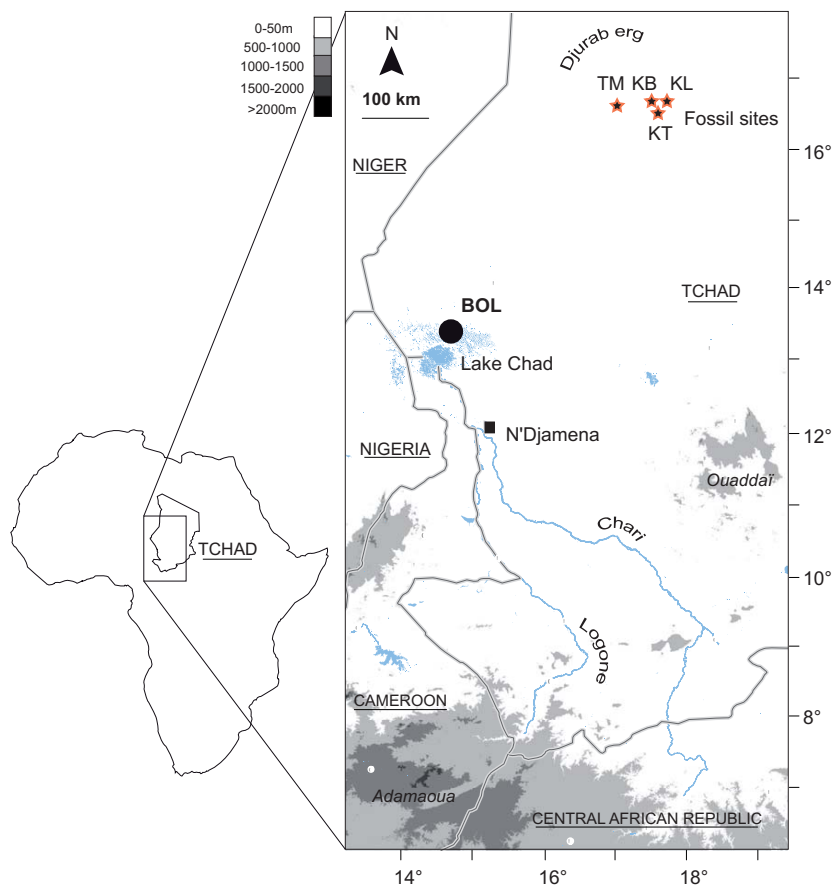 0-50m
500-1000
1000-1500
1500-2000
>2000m
N
100 km
Djurab erg
TM KB KL
KT
Fossil sites
16°
NIGER
14°
TCHAD
BOL
Lake Chad
12°
N'Djamena
NIGERIA
Ouaddaï
Chari
TCHAD
10°
Logone
CAMEROON
8°
Adamaoua
CENTRAL AFRICAN REPUBLIC
14° 16° 18°